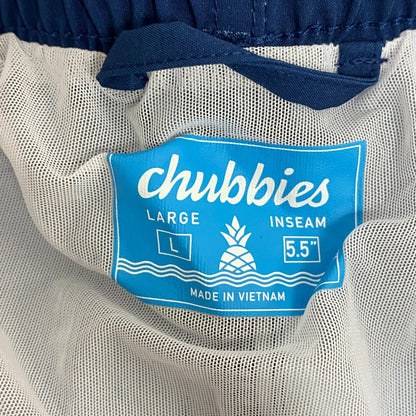 chubbies
LARGE INSEAM
L 5.5"
MADE IN VIETNAM